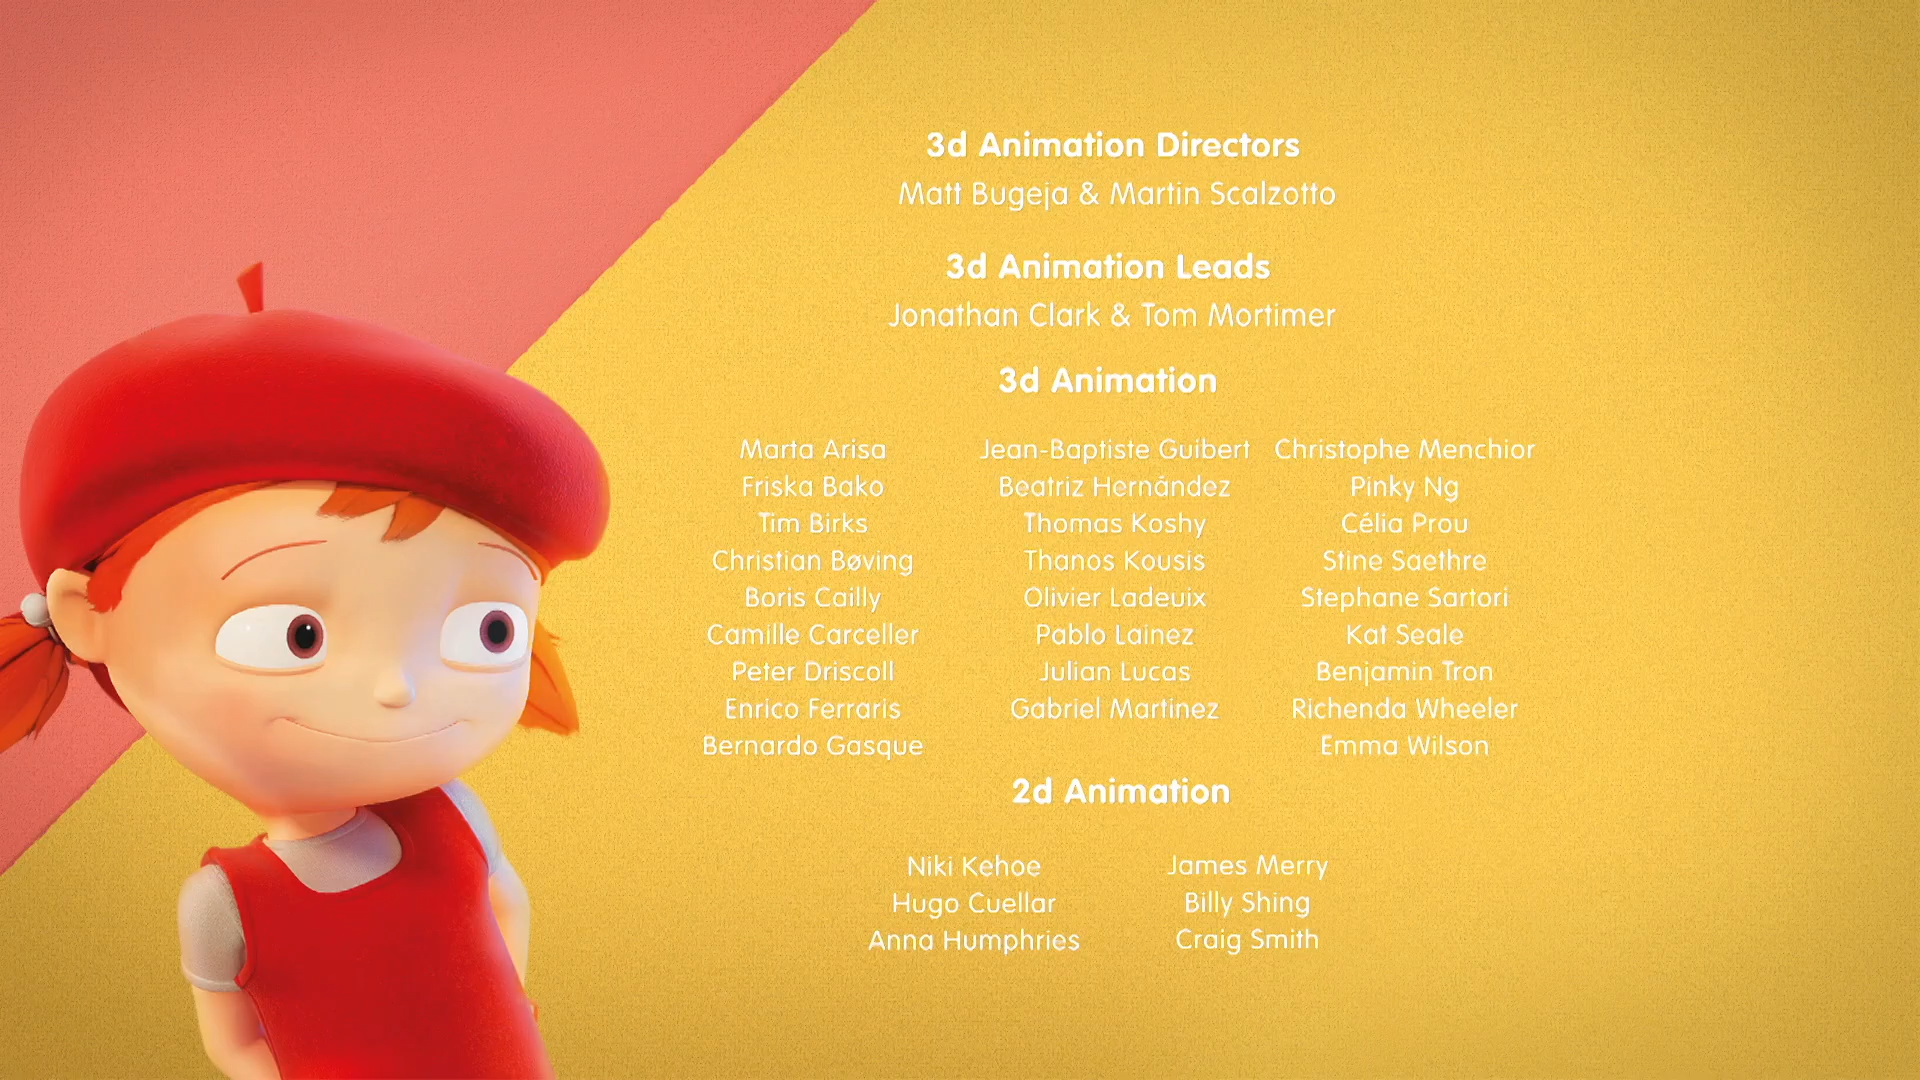 3d Animation Directors
Matt Bugeja & Martin Scalzotto
3d Animation Leads
Jonathan Clark & Tom Mortimer
3d Animation
Marta Arisa
Friska Bako
Tim Birks
Christian Bøving
Boris Cailly
Camille Carceller
Peter Driscoll
Enrico Ferraris
Bernardo Gasque
Jean-Baptiste Guibert
Beatriz Hernández
Thomas Koshy
Thanos Kousis
Olivier Ladeuix
Pablo Lainez
Julian Lucas
Gabriel Martinez
Christophe Menchior
Pinky Ng
Célia Prou
Stine Saethre
Stephane Sartori
Kat Seale
Benjamin Tron
Richenda Wheeler
Emma Wilson
2d Animation
Niki Kehoe
Hugo Cuellar
Anna Humphries
James Merry
Billy Shing
Craig Smith